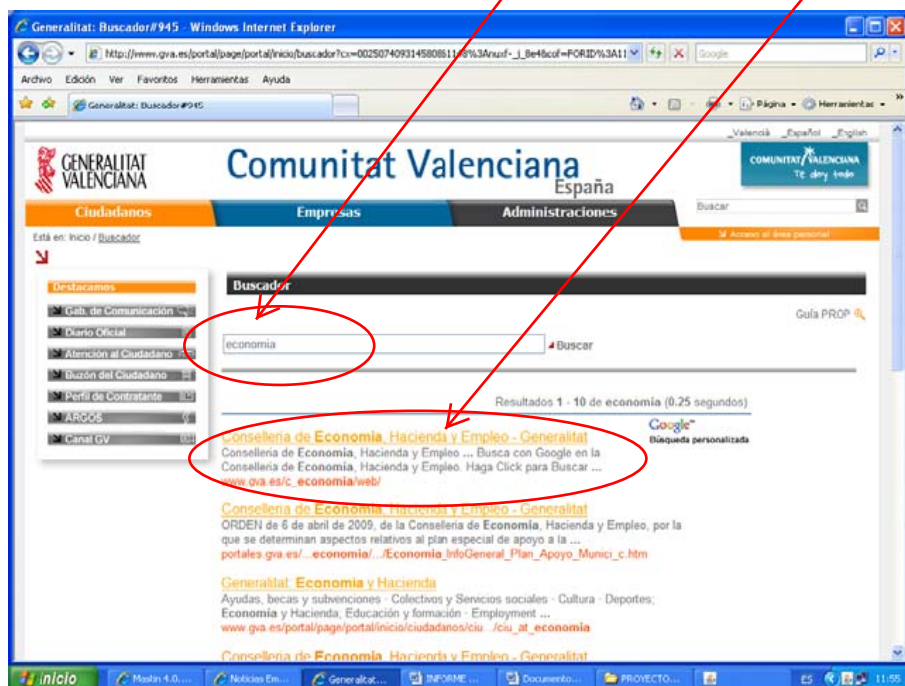 Generalitat: Buscador#945 - Windows Internet Explorer
http://www.gva.es/portal/page/portal/inicio/buscador?cx=
Google
Archivo Edición Ver Favoritos Herramientas Ayuda
Generalitat: Buscador#945
Página Herramientas
_Valencià _Español _English
GENERALITAT
VALENCIANA
Comunitat Valenciana
España
COMUNITAT VALENCIANA
Te doy todo
Ciudadanos
Empresas
Administraciones
Buscar
Acceso al área personal
Está en: Inicio / Buscador
Destacamos
Gab. de Comunicación
Diario Oficial
Atención al Ciudadano
Buzón del Ciudadano
Perfil de Contratante
ARGOS
Canal GV
Buscador
Guía PROP
economia
Buscar
Resultados 1 - 10 de economia (0.25 segundos)
Google™
Búsqueda personalizada
Conselleria de Economia, Hacienda y Empleo - Generalitat
Conselleria de Economia, Hacienda y Empleo ... Busca con Google en la
Conselleria de Economia, Hacienda y Empleo. Haga Click para Buscar ...
www.gva.es/c_economia/web/
Conselleria de Economia, Hacienda y Empleo - Generalitat
ORDEN de 6 de abril de 2009, de la Conselleria de Economia, Hacienda y Empleo, por la
que se determinan aspectos relativos al plan especial de apoyo a la ...
portales.gva.es/...economia/.../Economia_InfoGeneral_Plan_Apoyo_Munici_c.htm
Generalitat: Economia y Hacienda
Ayudas, becas y subvenciones · Colectivos y Servicios sociales · Cultura · Deportes;
Economia y Hacienda; Educación y formación · Employment ...
www.gva.es/portal/page/portal/inicio/ciudadanos/ciu.../ciu_at_economia
Conselleria de Economia, Hacienda y Empleo - Generalitat
Inicio
Mastin 4.0....
Noticias Em...
Generalitat...
INFORME ...
Documento...
PROYECTO...
ES
11:55